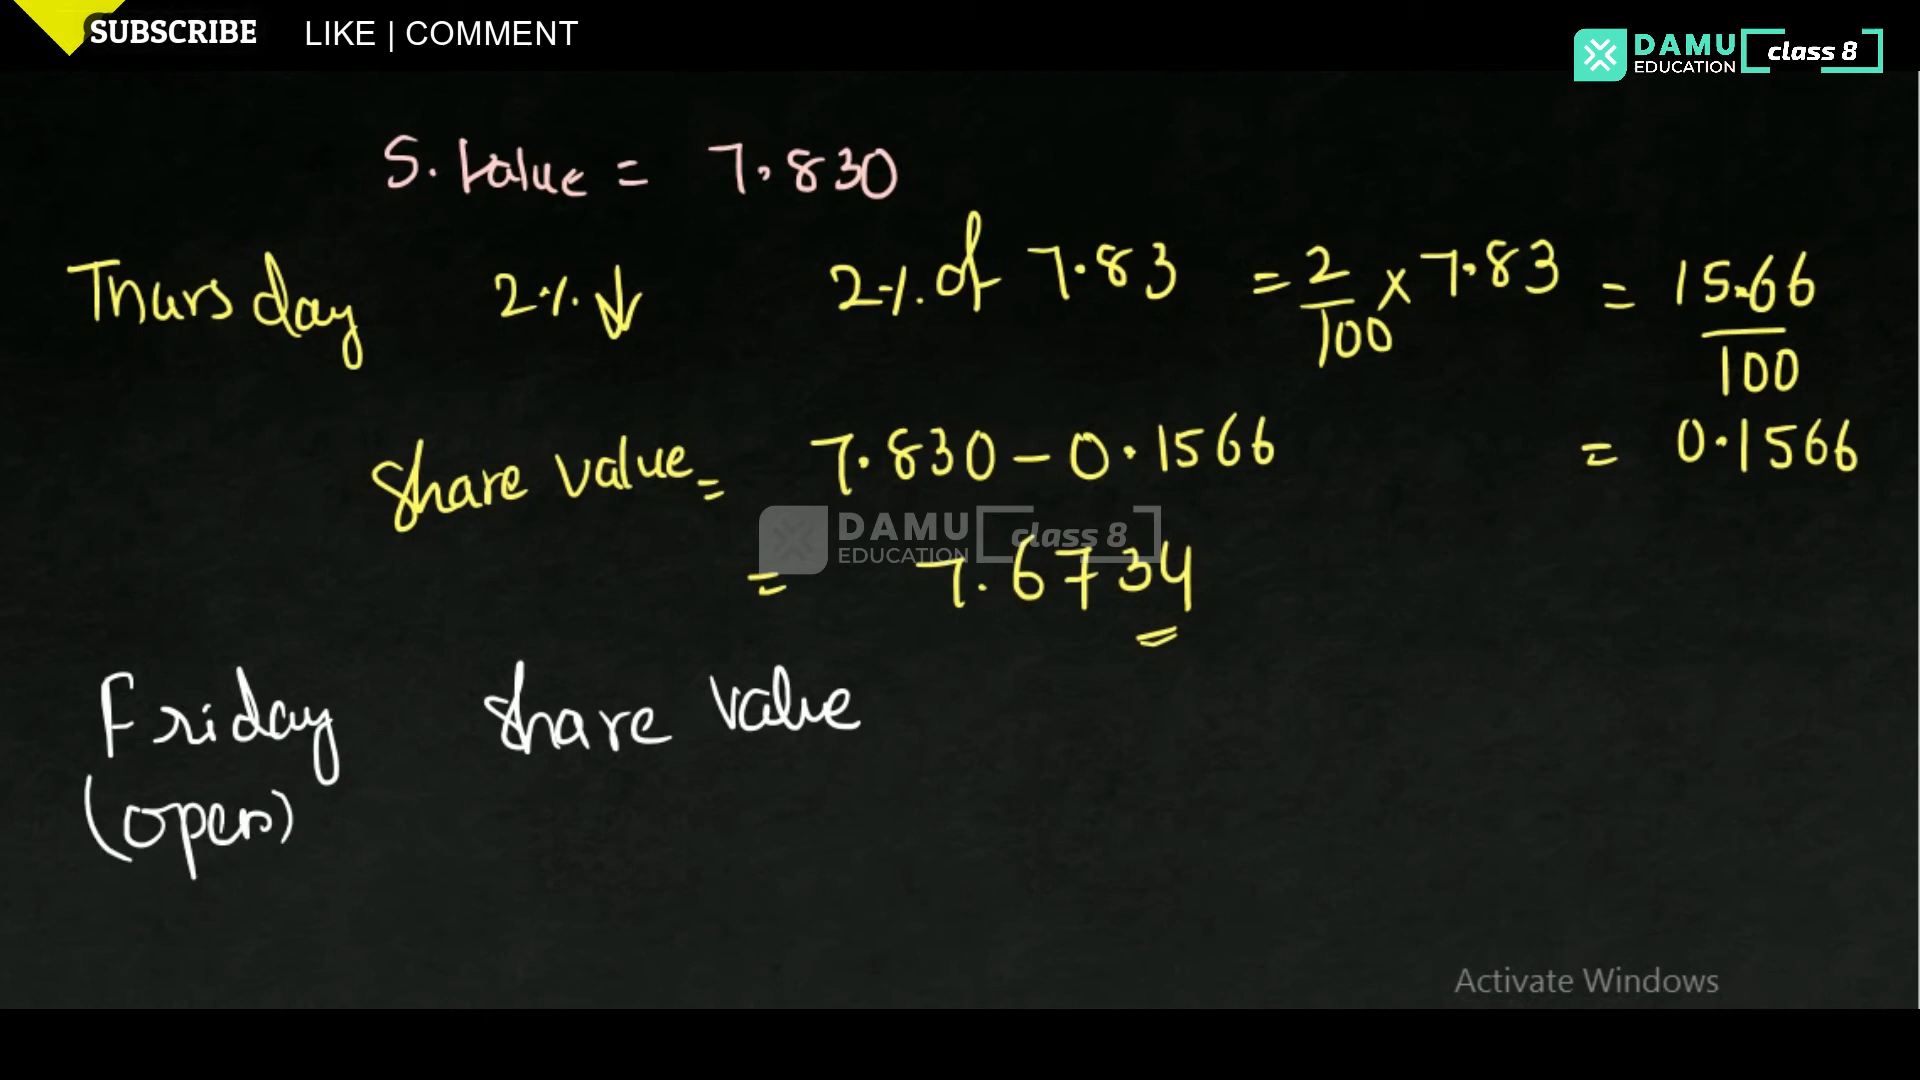 SUBSCRIBE LIKE | COMMENT
DAMU EDUCATION class 8
S. Value = 7.830
Thursday 2% ↓ 2% of 7.83 = 2/100 × 7.83 = 15.66/100
Share value = 7.830 - 0.1566 = 0.1566
DAMU EDUCATION class 8
= 7.6734
Friday Share value
(open)
Activate Windows